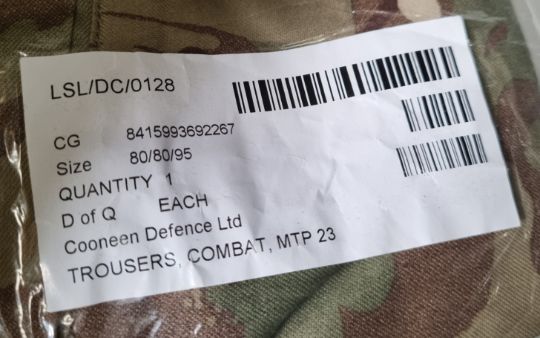 LSL/DC/0128
CG 8415993692267
Size 80/80/95
QUANTITY 1
D of Q EACH
Cooneen Defence Ltd
TROUSERS, COMBAT, MTP 23